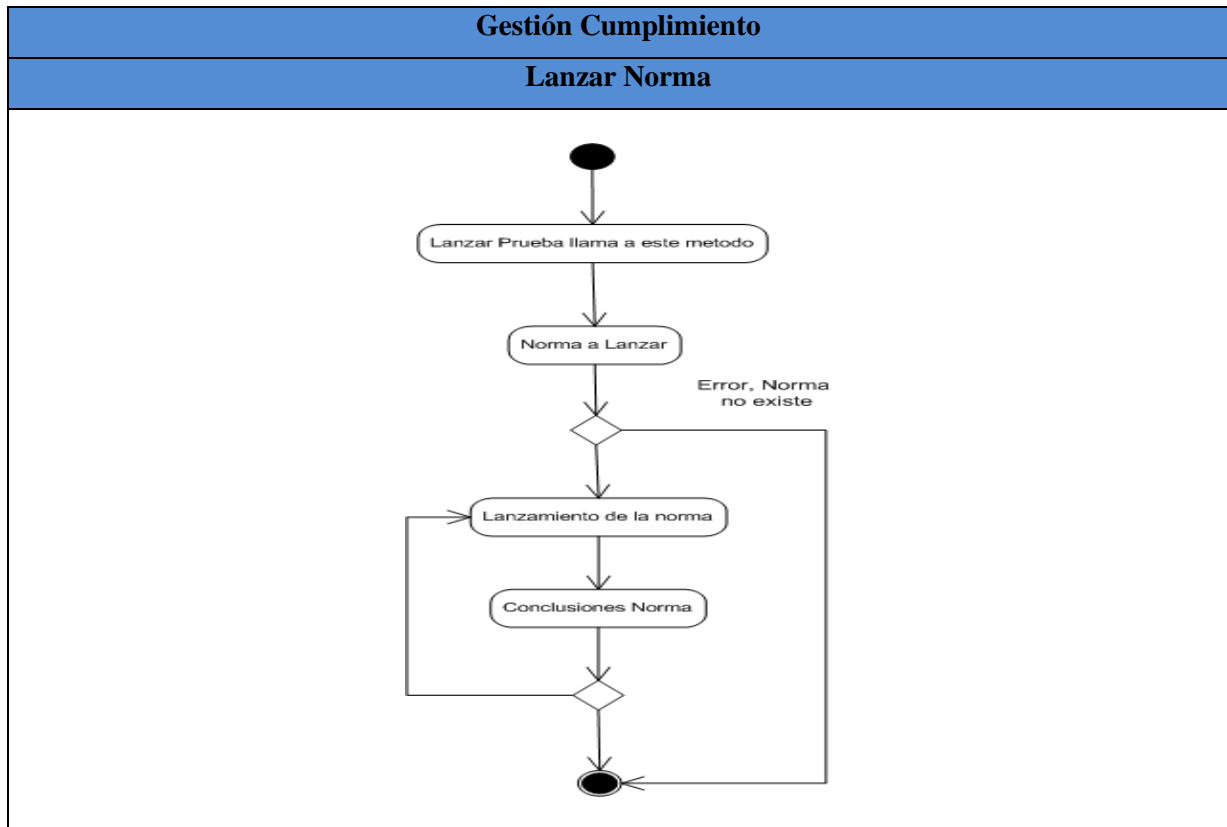 Gestión Cumplimiento
Lanzar Norma
Lanzar Prueba llama a este metodo
Norma a Lanzar
Error, Norma
no existe
Lanzamiento de la norma
Conclusiones Norma